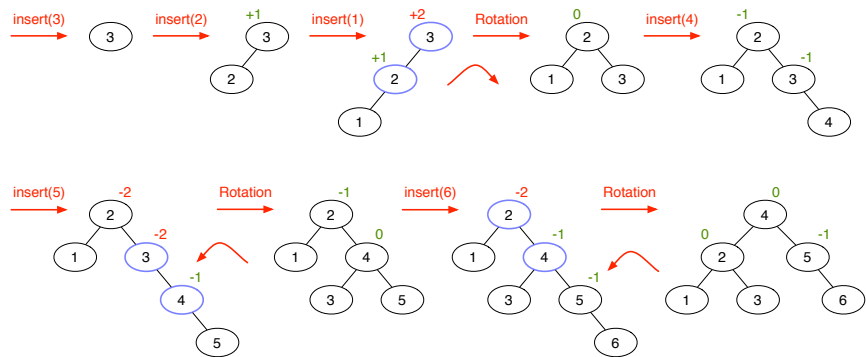 insert(3) 3 insert(2) +1 3 2 insert(1) +2 3 +1 2 1 Rotation 0 2 1 3 insert(4) -1 2 1 -1 3 4
insert(5) -2 2 1 -2 3 -1 4 5 Rotation -1 2 1 0 4 3 5 insert(6) -2 2 1 -1 4 3 -1 5 6 Rotation 0 4 0 2 -1 5 1 3 6